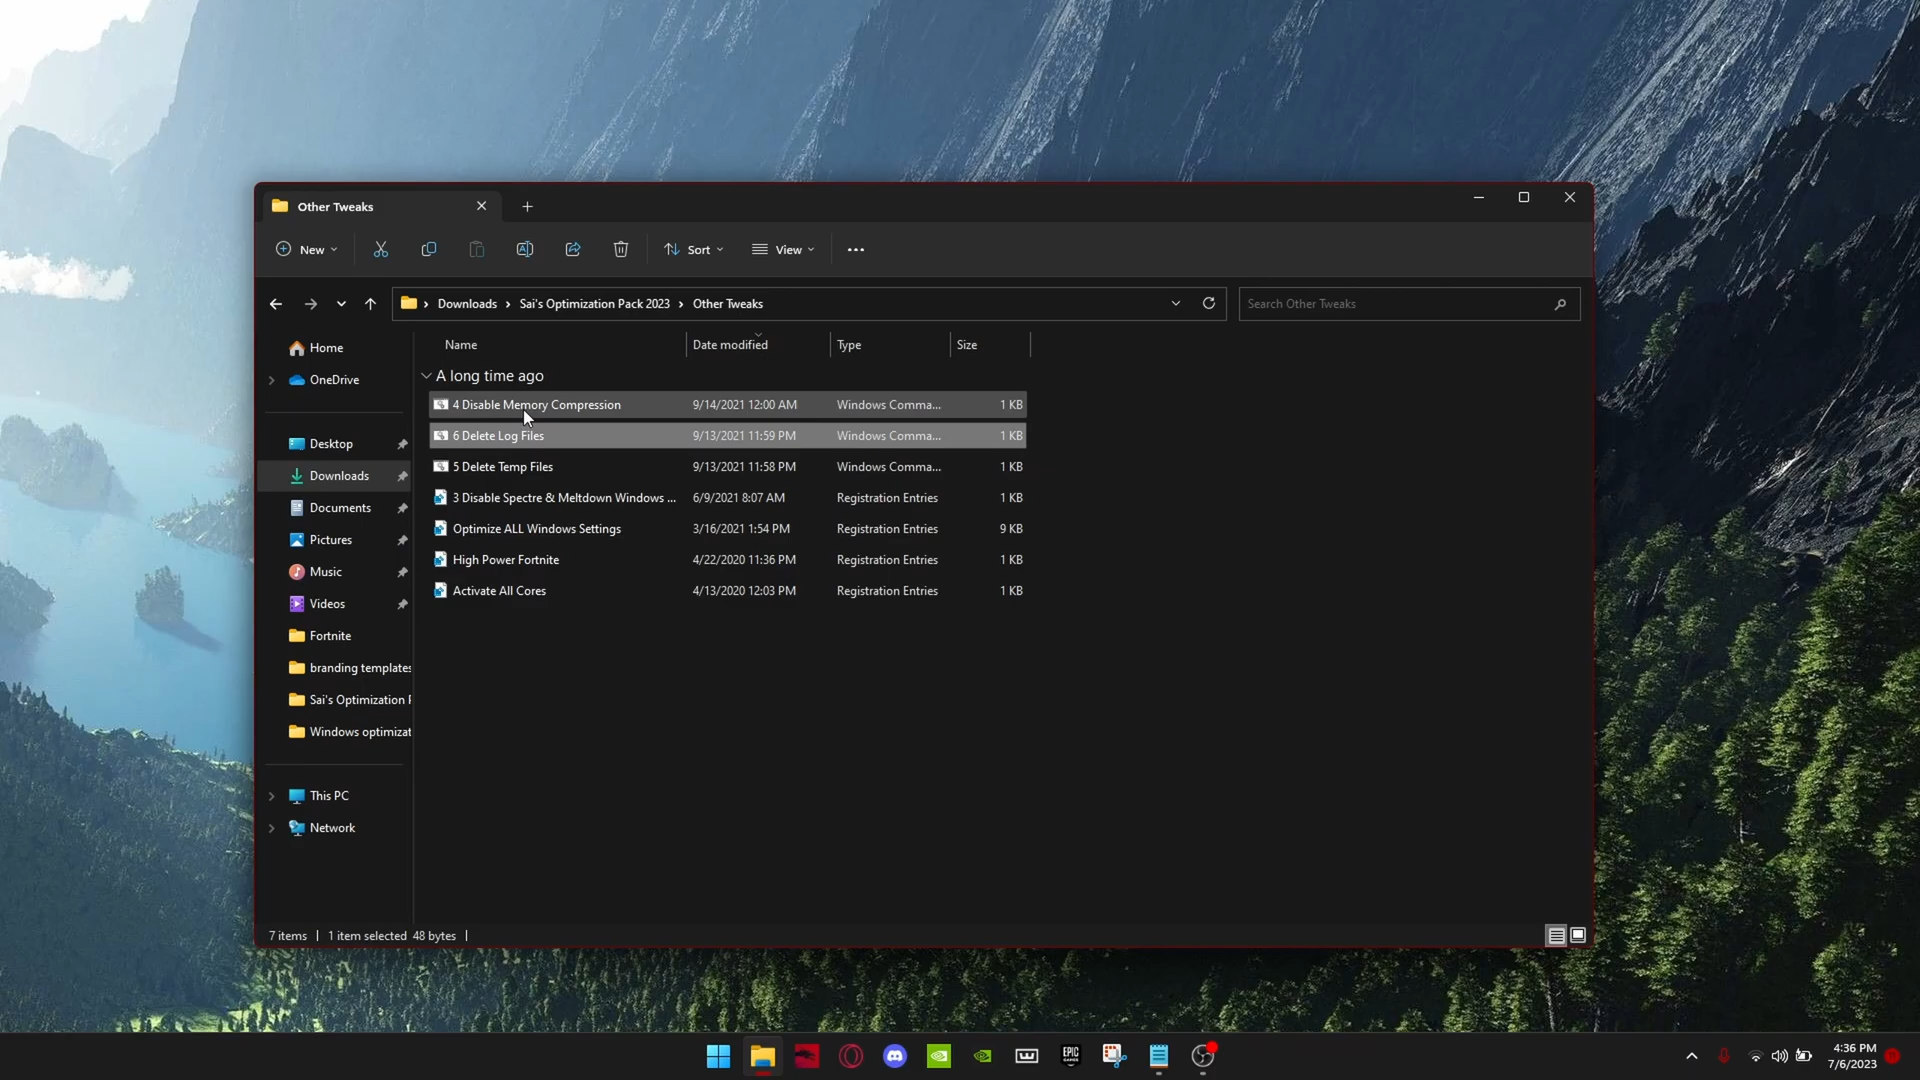 Other Tweaks
New
Sort
View
Downloads > Sai's Optimization Pack 2023 > Other Tweaks
Search Other Tweaks
Home
OneDrive
Desktop
Downloads
Documents
Pictures
Music
Videos
Fortnite
branding templates
Sai's Optimization P
Windows optimizat
This PC
Network
Name Date modified Type Size
A long time ago
4 Disable Memory Compression 9/14/2021 12:00 AM Windows Comma... 1 KB
6 Delete Log Files 9/13/2021 11:59 PM Windows Comma... 1 KB
5 Delete Temp Files 9/13/2021 11:58 PM Windows Comma... 1 KB
3 Disable Spectre & Meltdown Windows ... 6/9/2021 8:07 AM Registration Entries 1 KB
Optimize ALL Windows Settings 3/16/2021 1:54 PM Registration Entries 9 KB
High Power Fortnite 4/22/2020 11:36 PM Registration Entries 1 KB
Activate All Cores 4/13/2020 12:03 PM Registration Entries 1 KB
7 items | 1 item selected 48 bytes |
EPIC GAMES
4:36 PM
7/6/2023